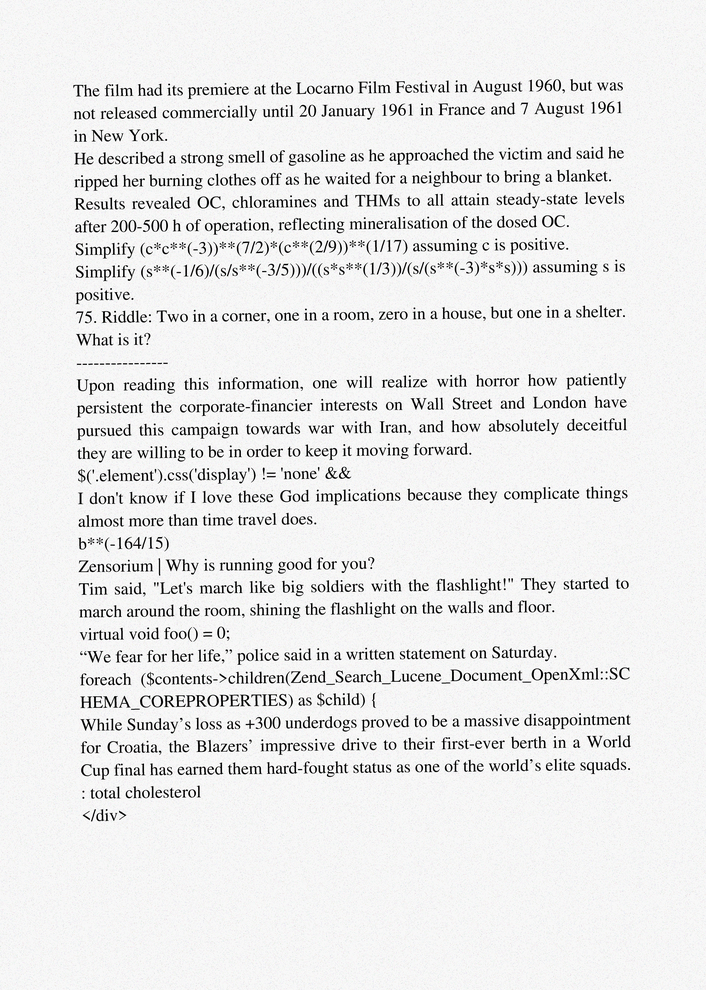 The film had its premiere at the Locarno Film Festival in August 1960, but was
not released commercially until 20 January 1961 in France and 7 August 1961
in New York.
He described a strong smell of gasoline as he approached the victim and said he
ripped her burning clothes off as he waited for a neighbour to bring a blanket.
Results revealed OC, chloramines and THMs to all attain steady-state levels
after 200-500 h of operation, reflecting mineralisation of the dosed OC.
Simplify (c*c**(-3))**(7/2)*(c**(2/9))**(1/17) assuming c is positive.
Simplify (s**(-1/6)/(s/s**(-3/5)))/((s*s**(1/3))/(s/(s**(-3)*s*s))) assuming s is
positive.
75. Riddle: Two in a corner, one in a room, zero in a house, but one in a shelter.
What is it?
----------------
Upon reading this information, one will realize with horror how patiently
persistent the corporate-financier interests on Wall Street and London have
pursued this campaign towards war with Iran, and how absolutely deceitful
they are willing to be in order to keep it moving forward.
$('.element').css('display') != 'none' &&
I don't know if I love these God implications because they complicate things
almost more than time travel does.
b**(-164/15)
Zensorium | Why is running good for you?
Tim said, "Let's march like big soldiers with the flashlight!" They started to
march around the room, shining the flashlight on the walls and floor.
virtual void foo() = 0;
“We fear for her life,” police said in a written statement on Saturday.
foreach ($contents->children(Zend_Search_Lucene_Document_OpenXml::SC
HEMA_COREPROPERTIES) as $child) {
While Sunday’s loss as +300 underdogs proved to be a massive disappointment
for Croatia, the Blazers’ impressive drive to their first-ever berth in a World
Cup final has earned them hard-fought status as one of the world’s elite squads.
: total cholesterol
</div>